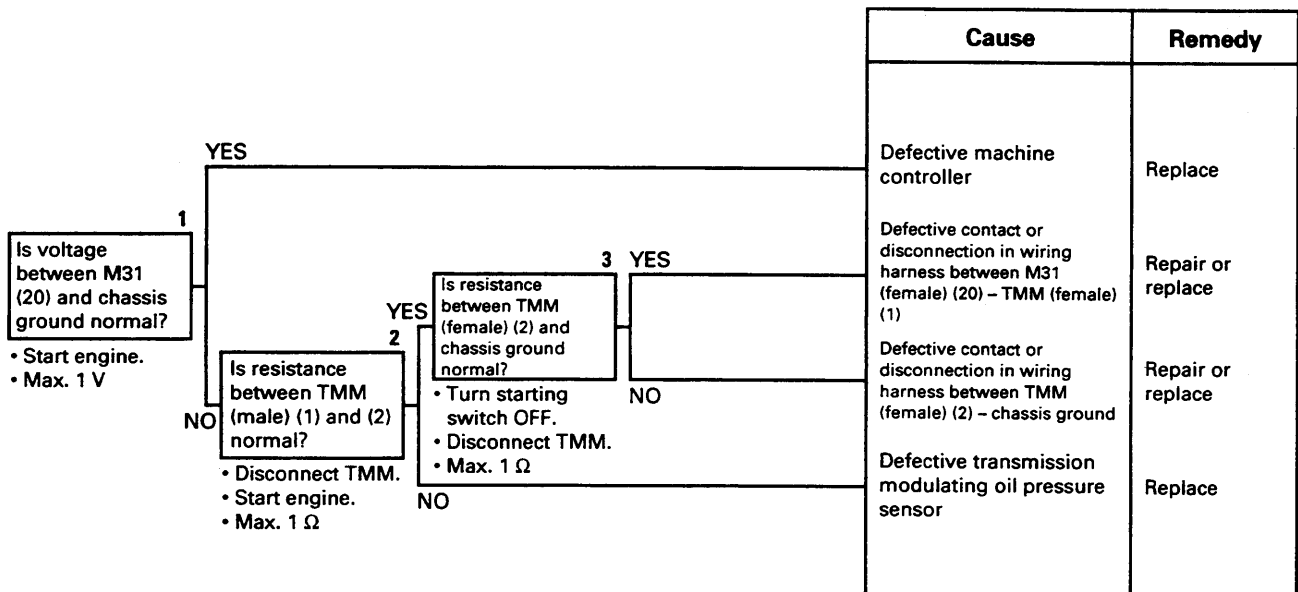 Cause
Remedy
YES
Defective machine
controller
Replace
1
Is voltage
between M31
(20) and chassis
ground normal?
• Start engine.
• Max. 1 V
NO
2
Is resistance
between TMM
(male) (1) and (2)
normal?
• Disconnect TMM.
• Start engine.
• Max. 1 Ω
YES
3
Is resistance
between TMM
(female) (2) and
chassis ground
normal?
• Turn starting
switch OFF.
• Disconnect TMM.
• Max. 1 Ω
YES
Defective contact or
disconnection in wiring
harness between M31
(female) (20) – TMM (female)
(1)
Repair or
replace
NO
Defective contact or
disconnection in wiring
harness between TMM
(female) (2) – chassis ground
Repair or
replace
NO
Defective transmission
modulating oil pressure
sensor
Replace